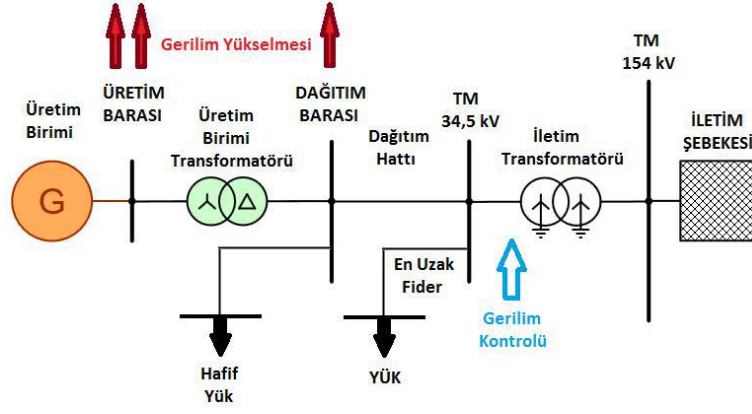 Gerilim Yükselmesi
TM
154 kV
Üretim
Birimi
ÜRETİM
BARASI
Üretim
Birimi
Transformatörü
DAĞITIM
BARASI
Dağıtım
Hattı
TM
34,5 kV
İletim
Transformatörü
İLETİM
ŞEBEKESİ
G
En Uzak
Fider
Gerilim
Kontrolü
Hafif
Yük
YÜK